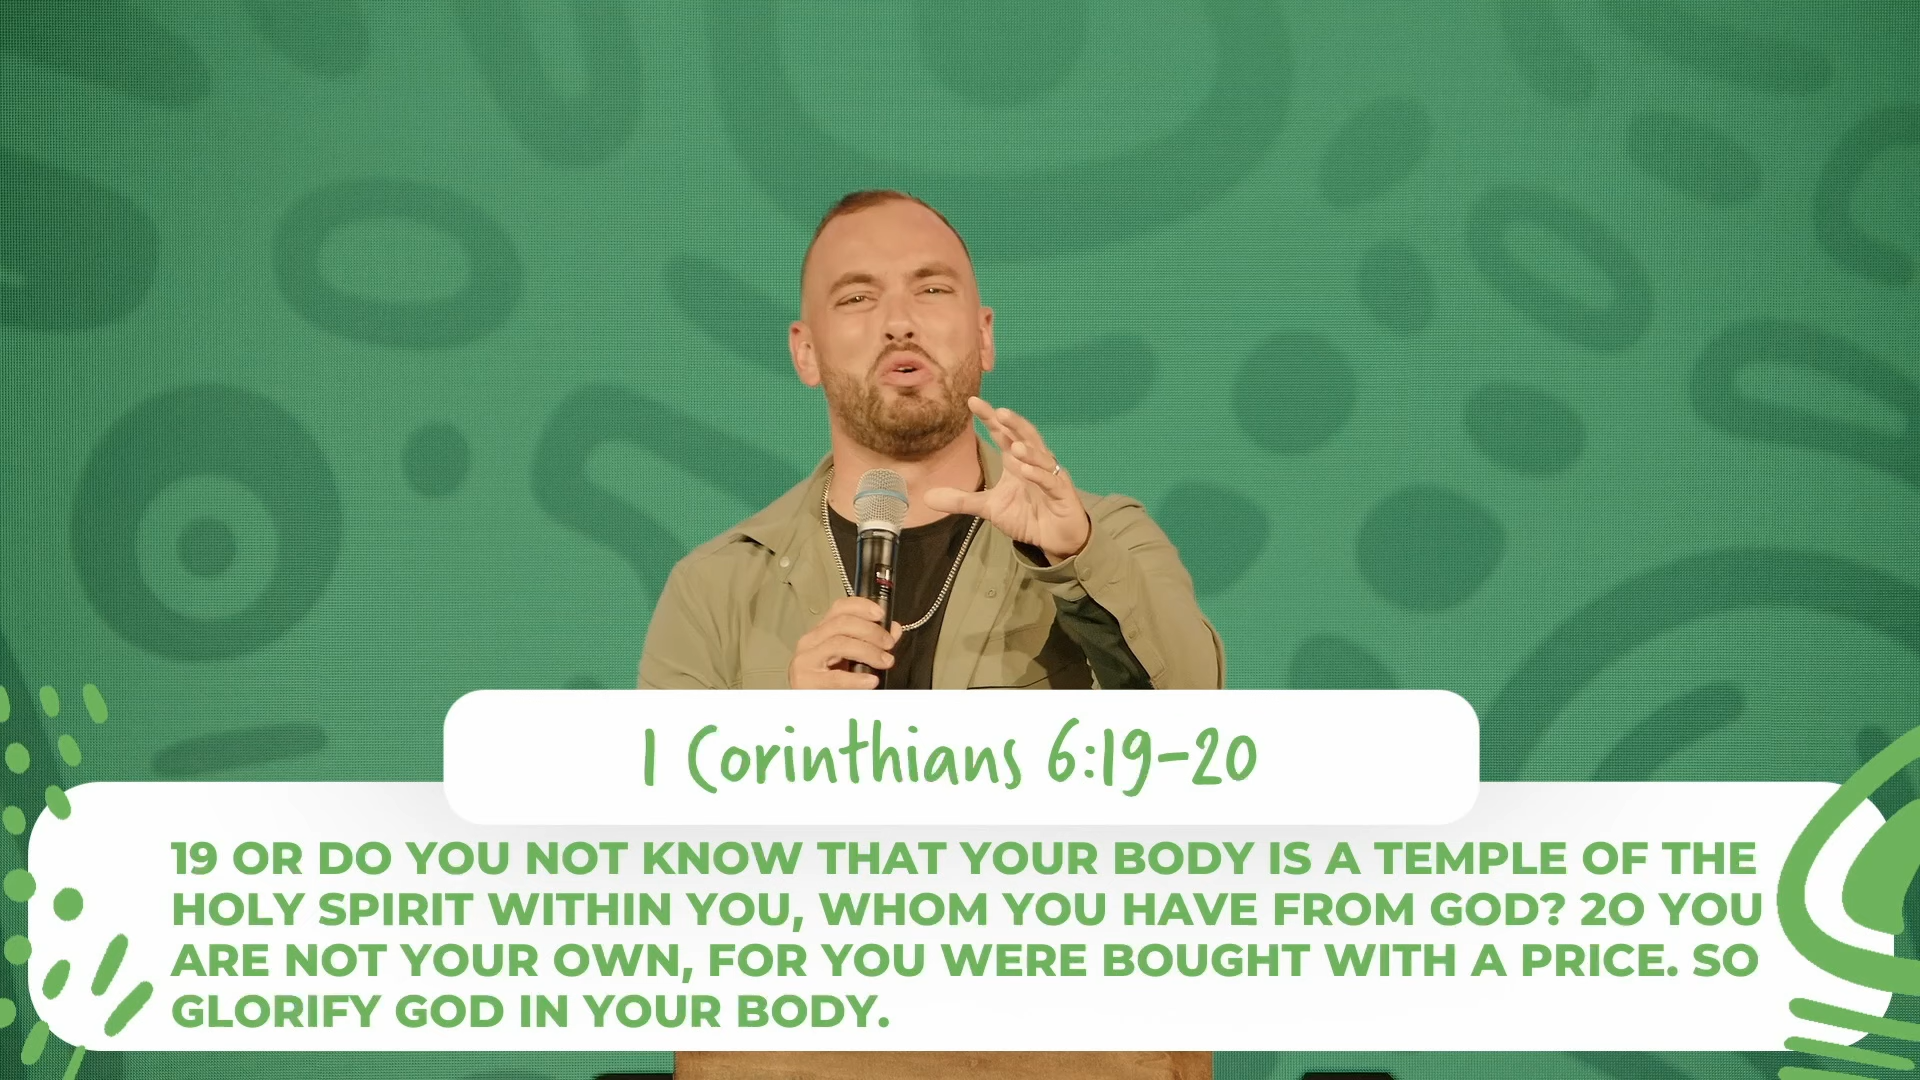 1 Corinthians 6:19-20
19 OR DO YOU NOT KNOW THAT YOUR BODY IS A TEMPLE OF THE
HOLY SPIRIT WITHIN YOU, WHOM YOU HAVE FROM GOD? 20 YOU
ARE NOT YOUR OWN, FOR YOU WERE BOUGHT WITH A PRICE. SO
GLORIFY GOD IN YOUR BODY.